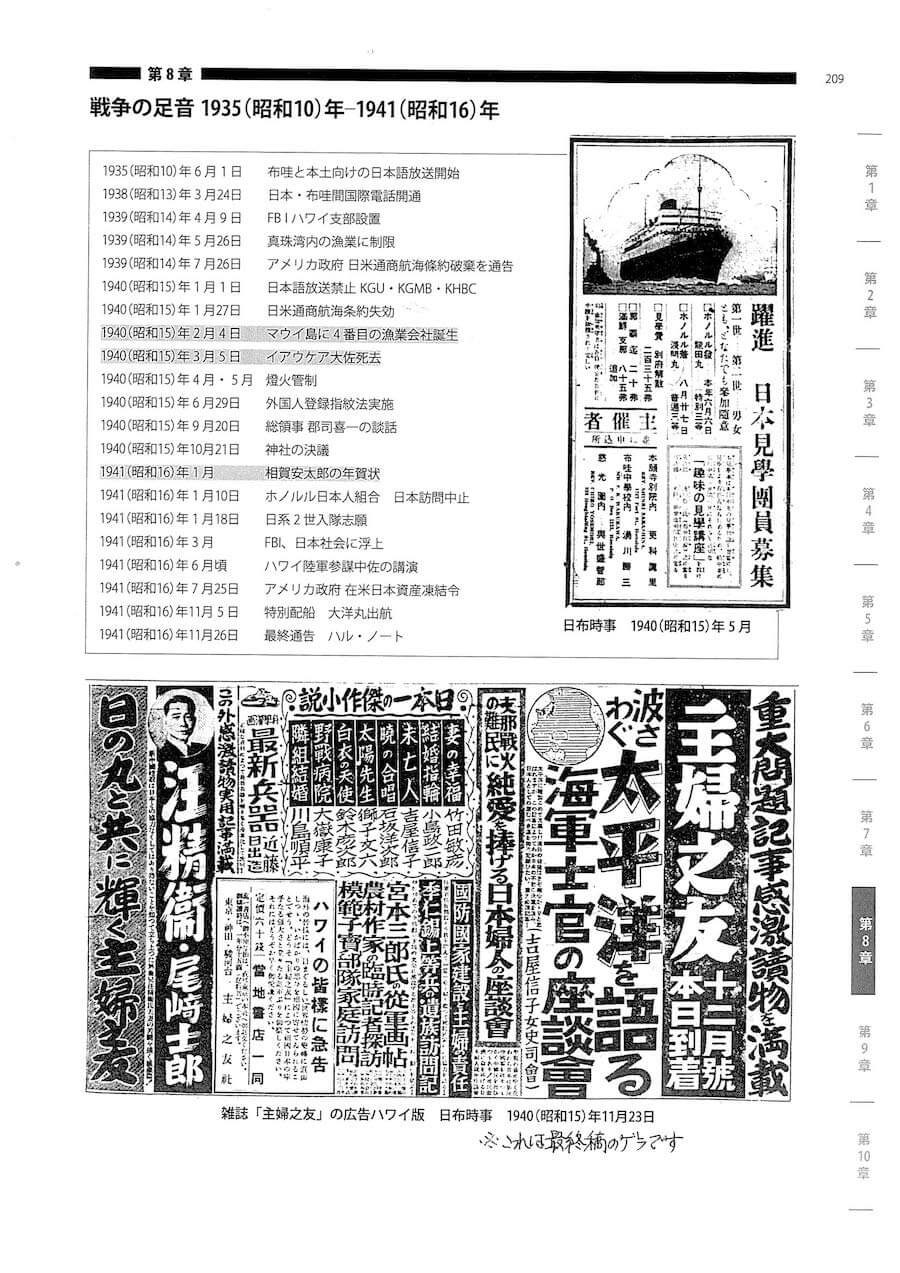 第8章
209
戦争の足音 1935(昭和10)年–1941(昭和16)年
1935(昭和10)年6月1日 布哇と本土向けの日本語放送開始
1938(昭和13)年3月24日 日本・布哇間国際電話開通
1939(昭和14)年4月9日 FBIハワイ支部設置
1939(昭和14)年5月26日 真珠湾内の漁業に制限
1939(昭和14)年7月26日 アメリカ政府 日米通商航海條約破棄を通告
1940(昭和15)年1月1日 日本語放送禁止 KGU・KGMB・KHBC
1940(昭和15)年1月27日 日米通商航海条約失効
1940(昭和15)年2月4日 マウイ島に4番目の漁業会社誕生
1940(昭和15)年3月5日 イアウケア大佐死去
1940(昭和15)年4月・5月 燈火管制
1940(昭和15)年6月29日 外国人登録指紋法実施
1940(昭和15)年9月20日 総領事 郡司喜一の談話
1940(昭和15)年10月21日 神社の決議
1941(昭和16)年1月 相賀安太郎の年賀状
1941(昭和16)年1月10日 ホノルル日本人組合 日本訪問中止
1941(昭和16)年1月18日 日系2世入隊志願
1941(昭和16)年3月 FBI、日本社会に浮上
1941(昭和16)年6月頃 ハワイ陸軍参謀中佐の講演
1941(昭和16)年7月25日 アメリカ政府 在米日本資産凍結令
1941(昭和16)年11月5日 特別配船 大洋丸出航
1941(昭和16)年11月26日 最終通告 ハル・ノート
躍進 日本見學團員募集
第一世 第二世 男女
とも、どなたでも参加隨意
□ホノルル發 本年六月六日
龍田丸 (特別三等
□ホノルル着 八月廿七日
淺間丸 普通三等
□見學費 別府解散
二百三十五弗
滿鮮支那 八十五弗
追加
「趣味の見學講座」
主催者
並に申込所
本願寺別院内 更科眞里
布哇中學校内 湯川勝三
慈光園内 與世盛智郎
日布時事 1940(昭和15)年5月
重大問題記事感激讀物を満載
主婦之友
十二月號
本日到着
波さわぐ
太平洋を語る
海軍士官の座談會
(吉屋信子女史司會)
支那戰火の難民に
純愛を捧げる日本婦人の座談會
日本一の傑作小説
妻の幸福 竹田敏彦
結婚指輪 小島政二郎
未亡人 吉屋信子
曉の合唱 石坂洋次郎
太陽先生 獅子文六
白衣の天使
野戰病院 大嶽康子
隣組結婚 川島順平
國防國家建設と主婦の責任
季仁錫上等兵の遺族訪問記
宮本三郎氏の從軍画帖
農村作家の臨時記者探訪
模範子寶部隊家庭訪問
最新兵器
近藤日出造
この外感激讀物実用記事満載
ハワイの皆様に急告
定價六十錢 當地書店一同
東京・神田・駿河台 主婦之友社
汪精衞・尾崎士郎
日の丸と共に輝く主婦之友
雑誌「主婦之友」の広告ハワイ版 日布時事 1940(昭和15)年11月23日
※これは最終稿のゲラです
第1章
第2章
第3章
第4章
第5章
第6章
第7章
第8章
第9章
第10章